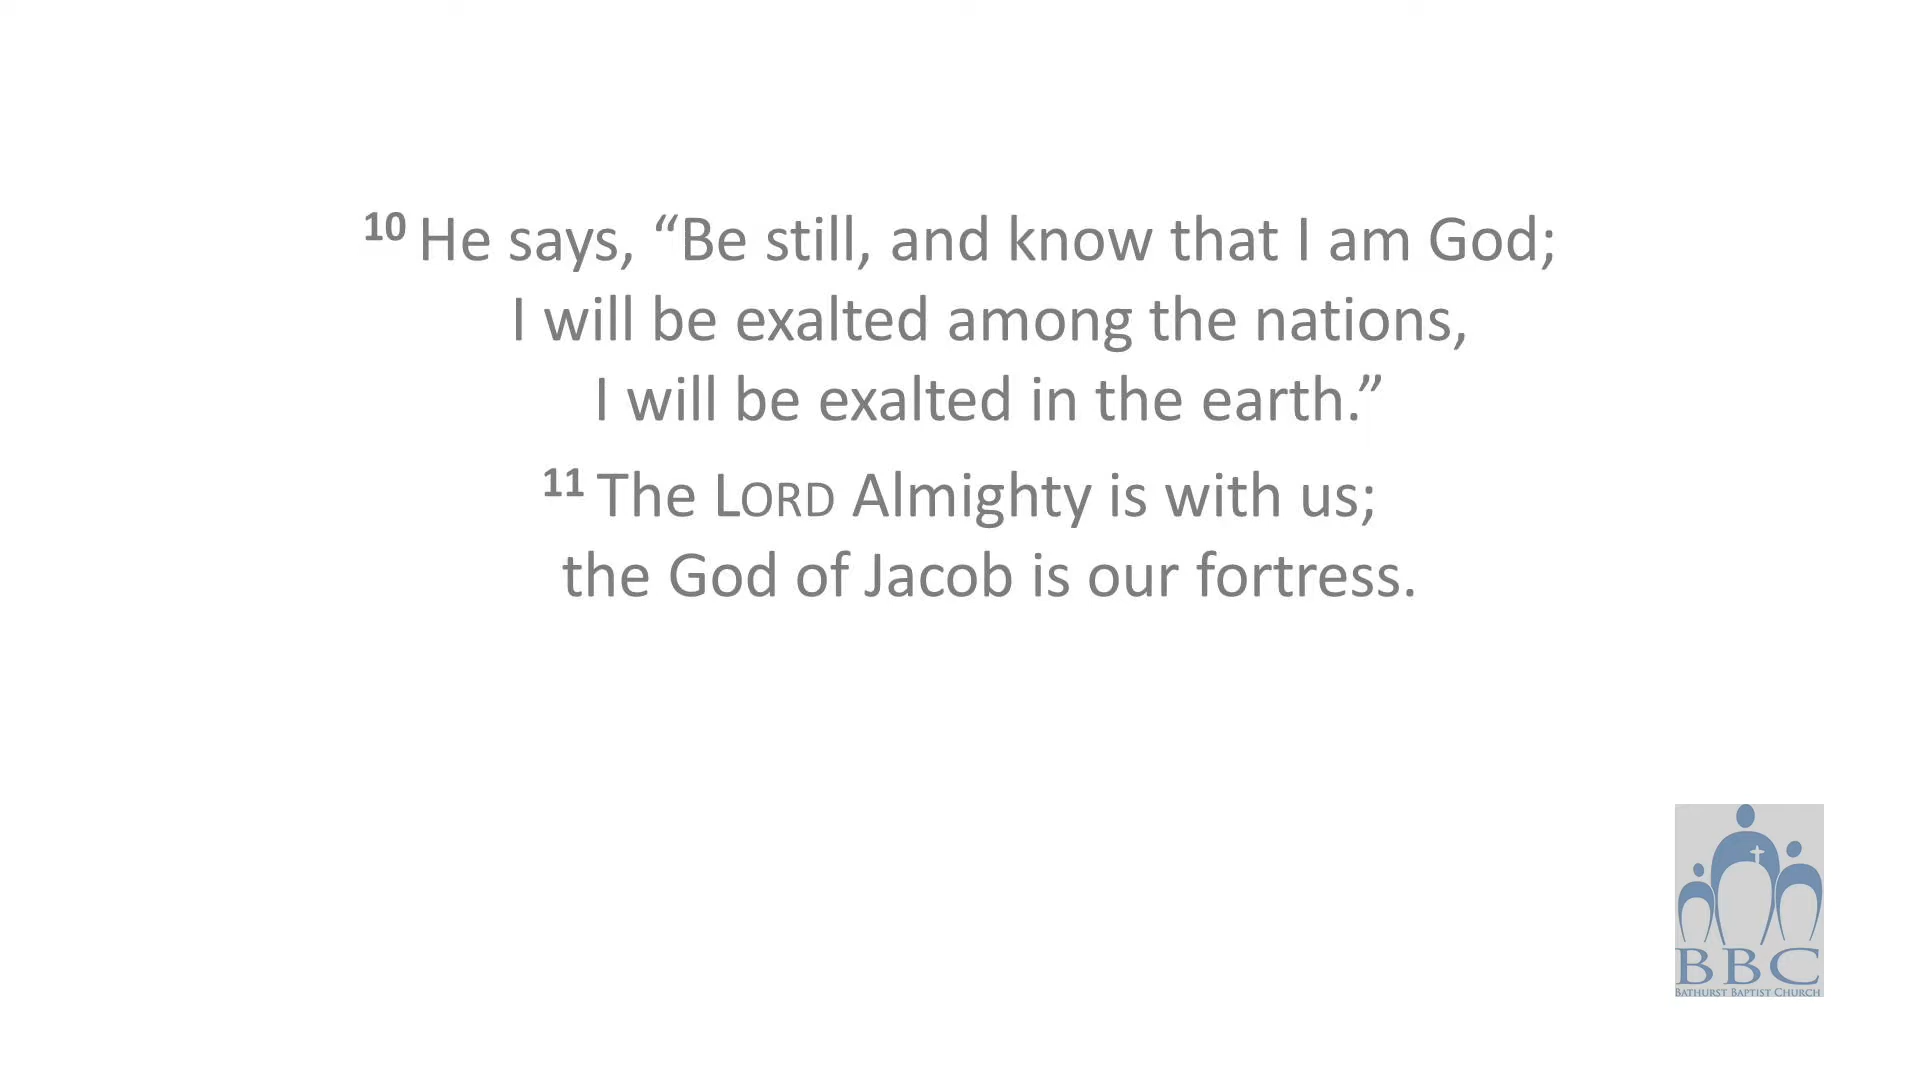 10 He says, “Be still, and know that I am God;
I will be exalted among the nations,
I will be exalted in the earth.”
11 The LORD Almighty is with us;
the God of Jacob is our fortress.
BBC
BATHURST BAPTIST CHURCH